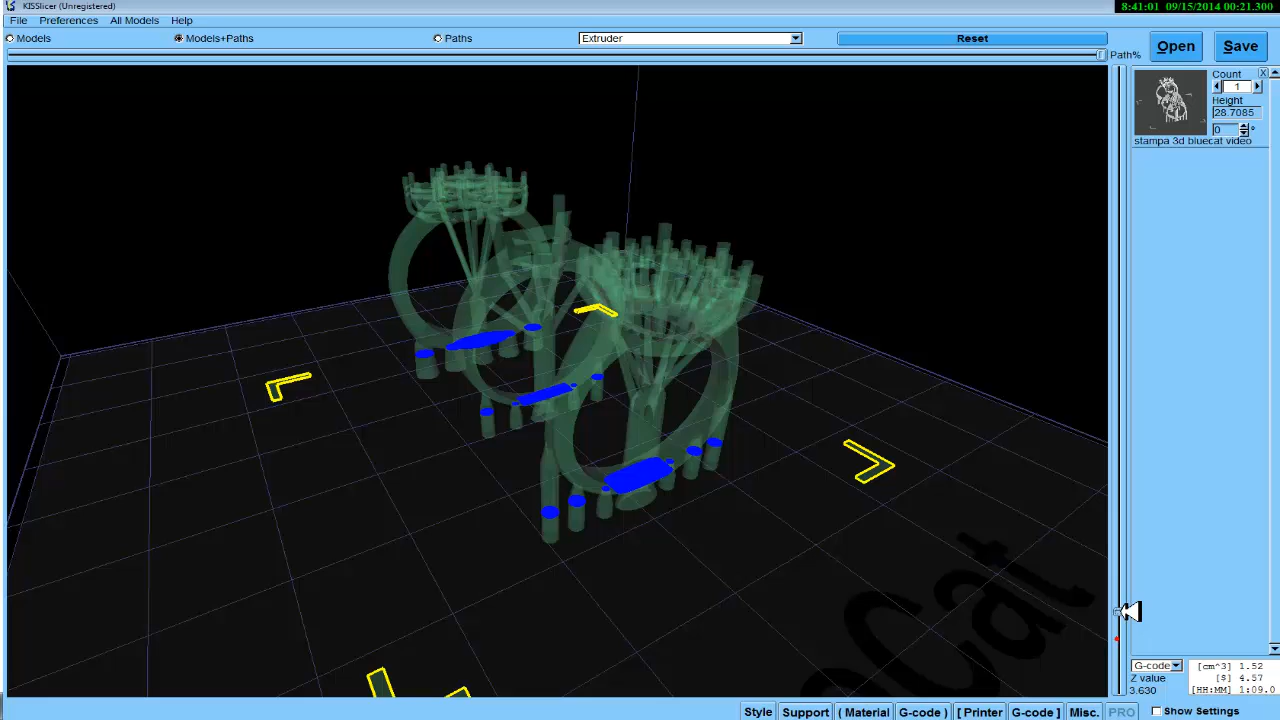 KISSlicer (Unregistered)
8:41:01 09/15/2014 00:21.300
File Preferences All Models Help
Models Models+Paths Paths Extruder Reset
Path% Open Save
Count
1
Height
28.7085
0 °
stampa 3d bluecat video
Cat
G-code [cm^3] 1.52
Z value [$] 4.57
3.630 [HH:MM] 1:09.0
Style Support ( Material G-code ) [ Printer G-code ] Misc. PRO Show Settings